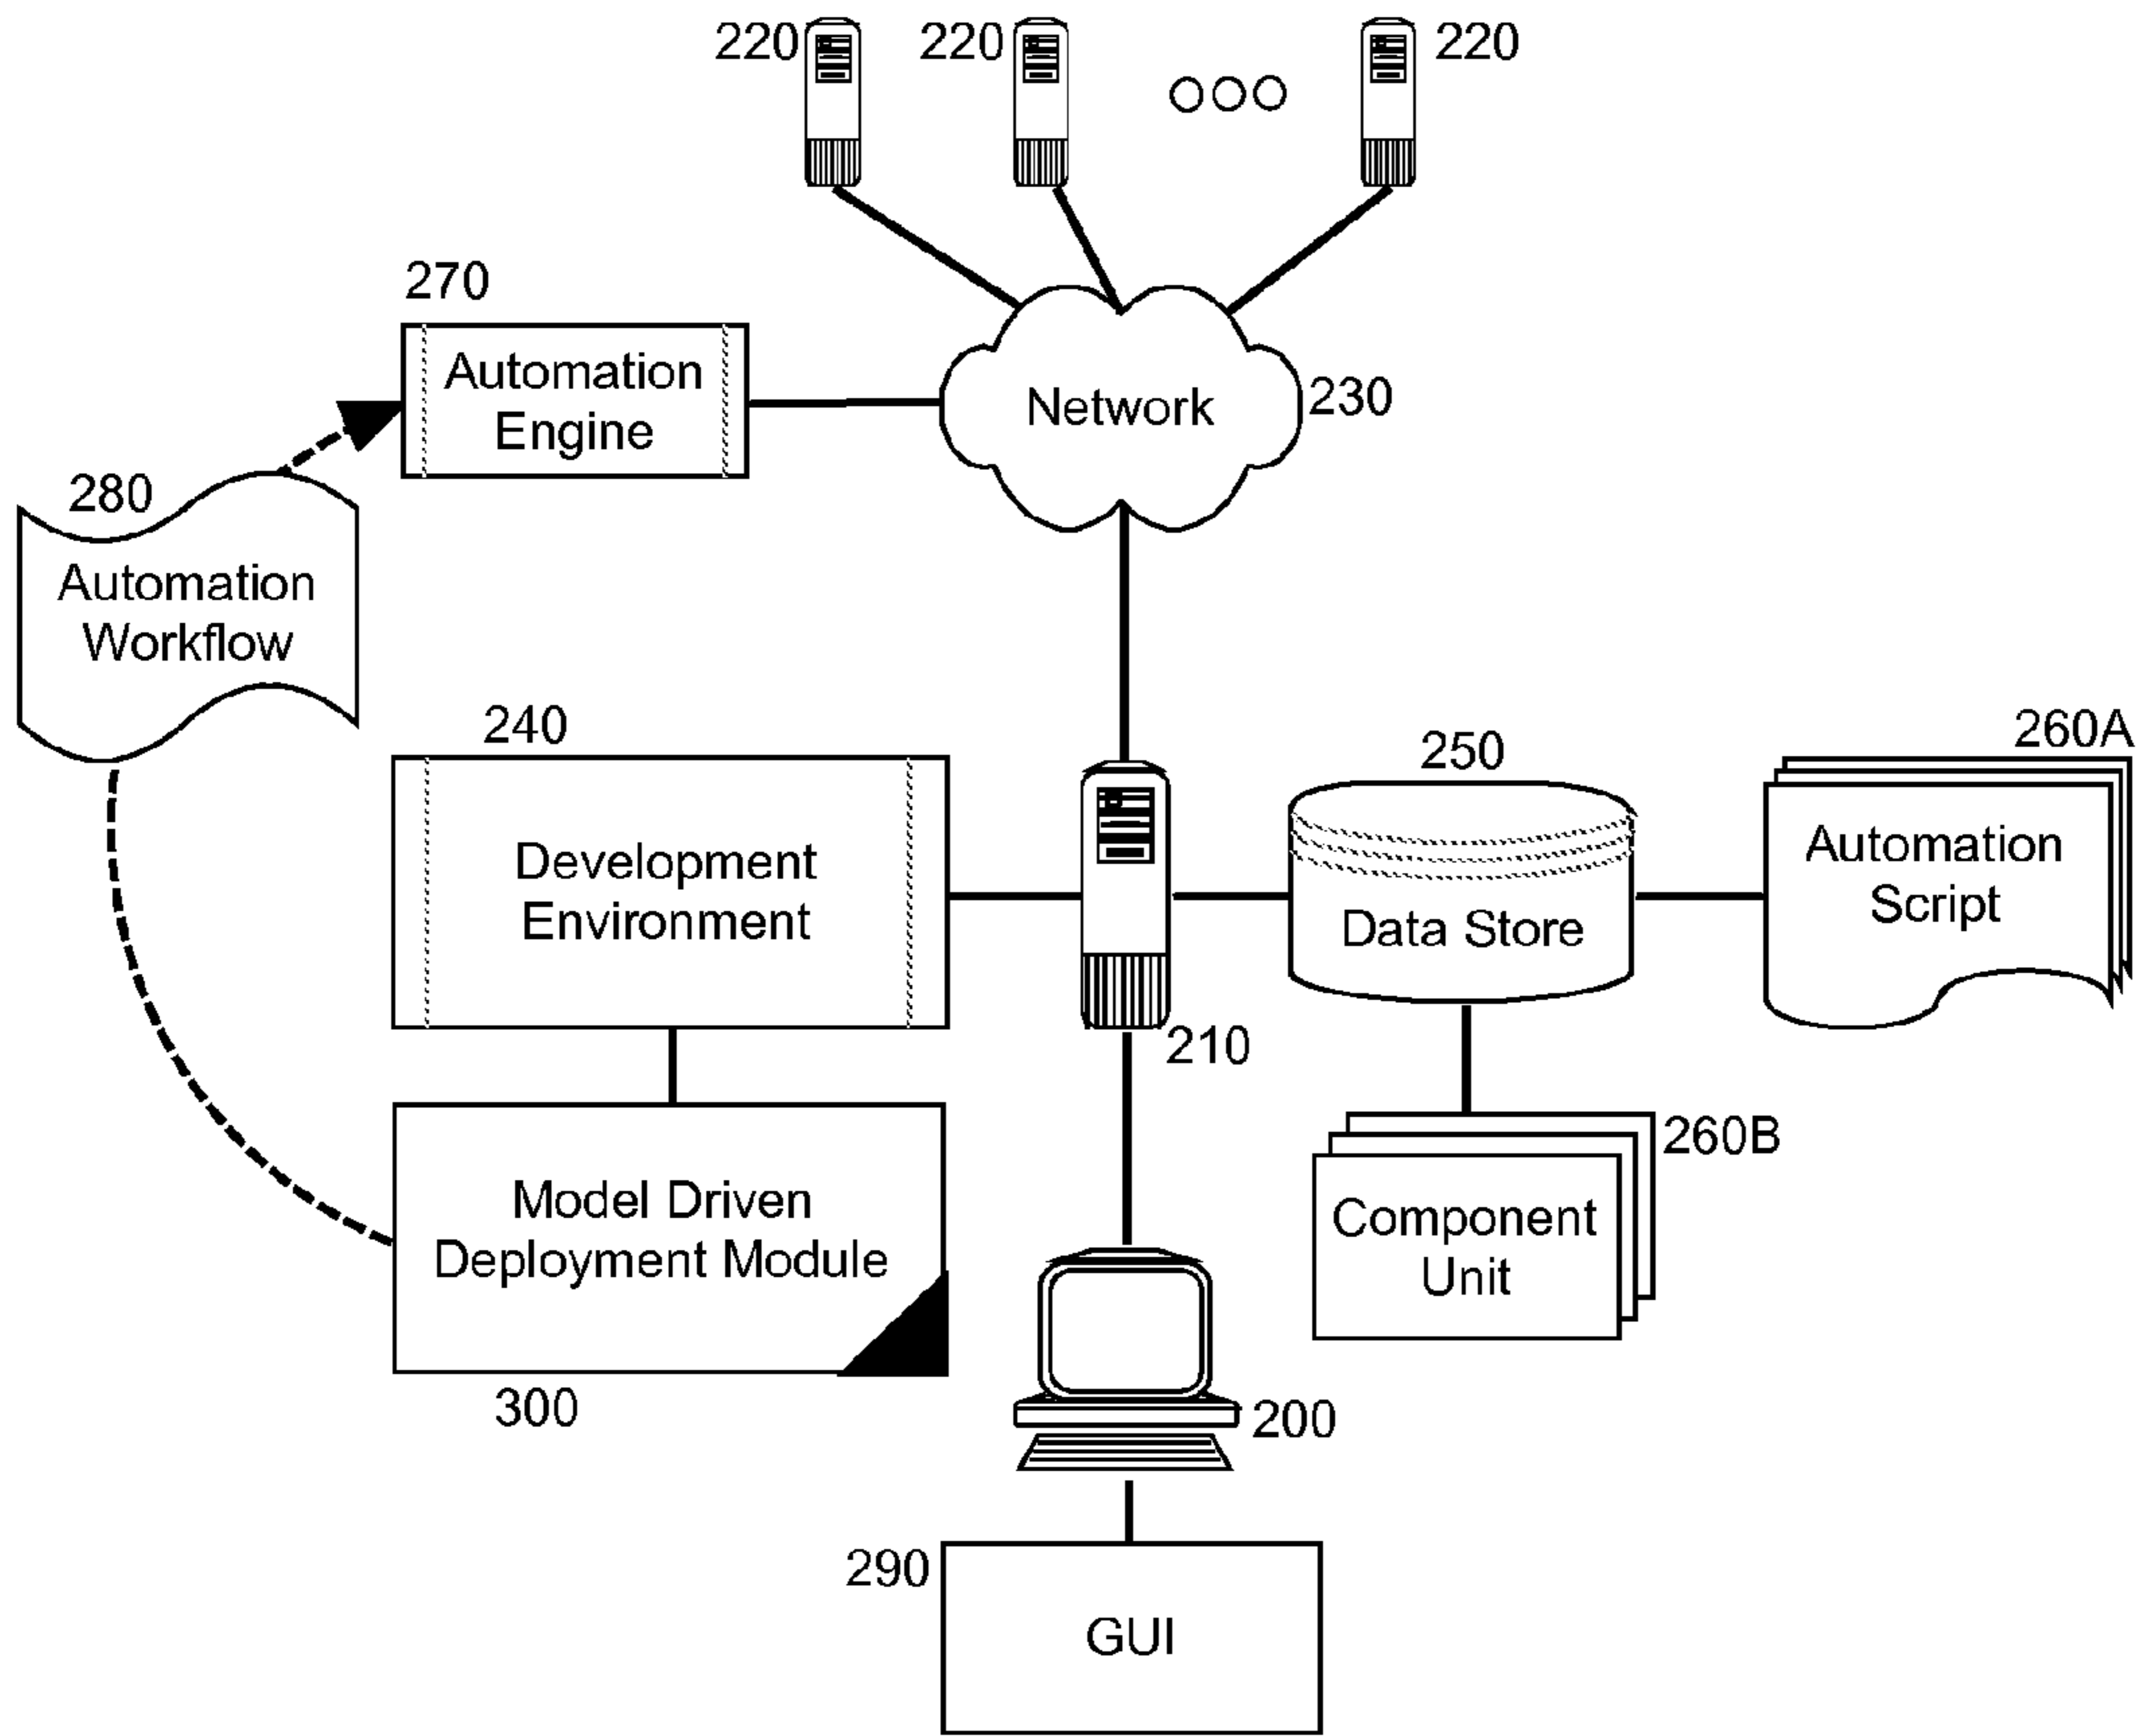 220
220
220
270
Automation
Engine
Network
230
280
Automation
Workflow
240
Development
Environment
210
250
Data Store
260A
Automation
Script
260B
Component
Unit
Model Driven
Deployment Module
300
200
290
GUI